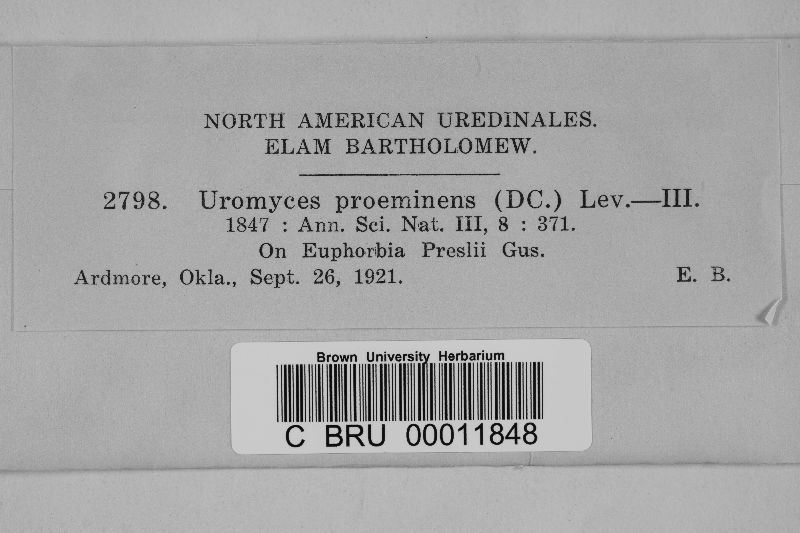 NORTH AMERICAN UREDINALES.
ELAM BARTHOLOMEW.
2798. Uromyces proeminens (DC.) Lev.—III.
1847 : Ann. Sci. Nat. III, 8 : 371.
On Euphorbia Preslii Gus.
Ardmore, Okla., Sept. 26, 1921. E. B.
Brown University Herbarium
C BRU 00011848